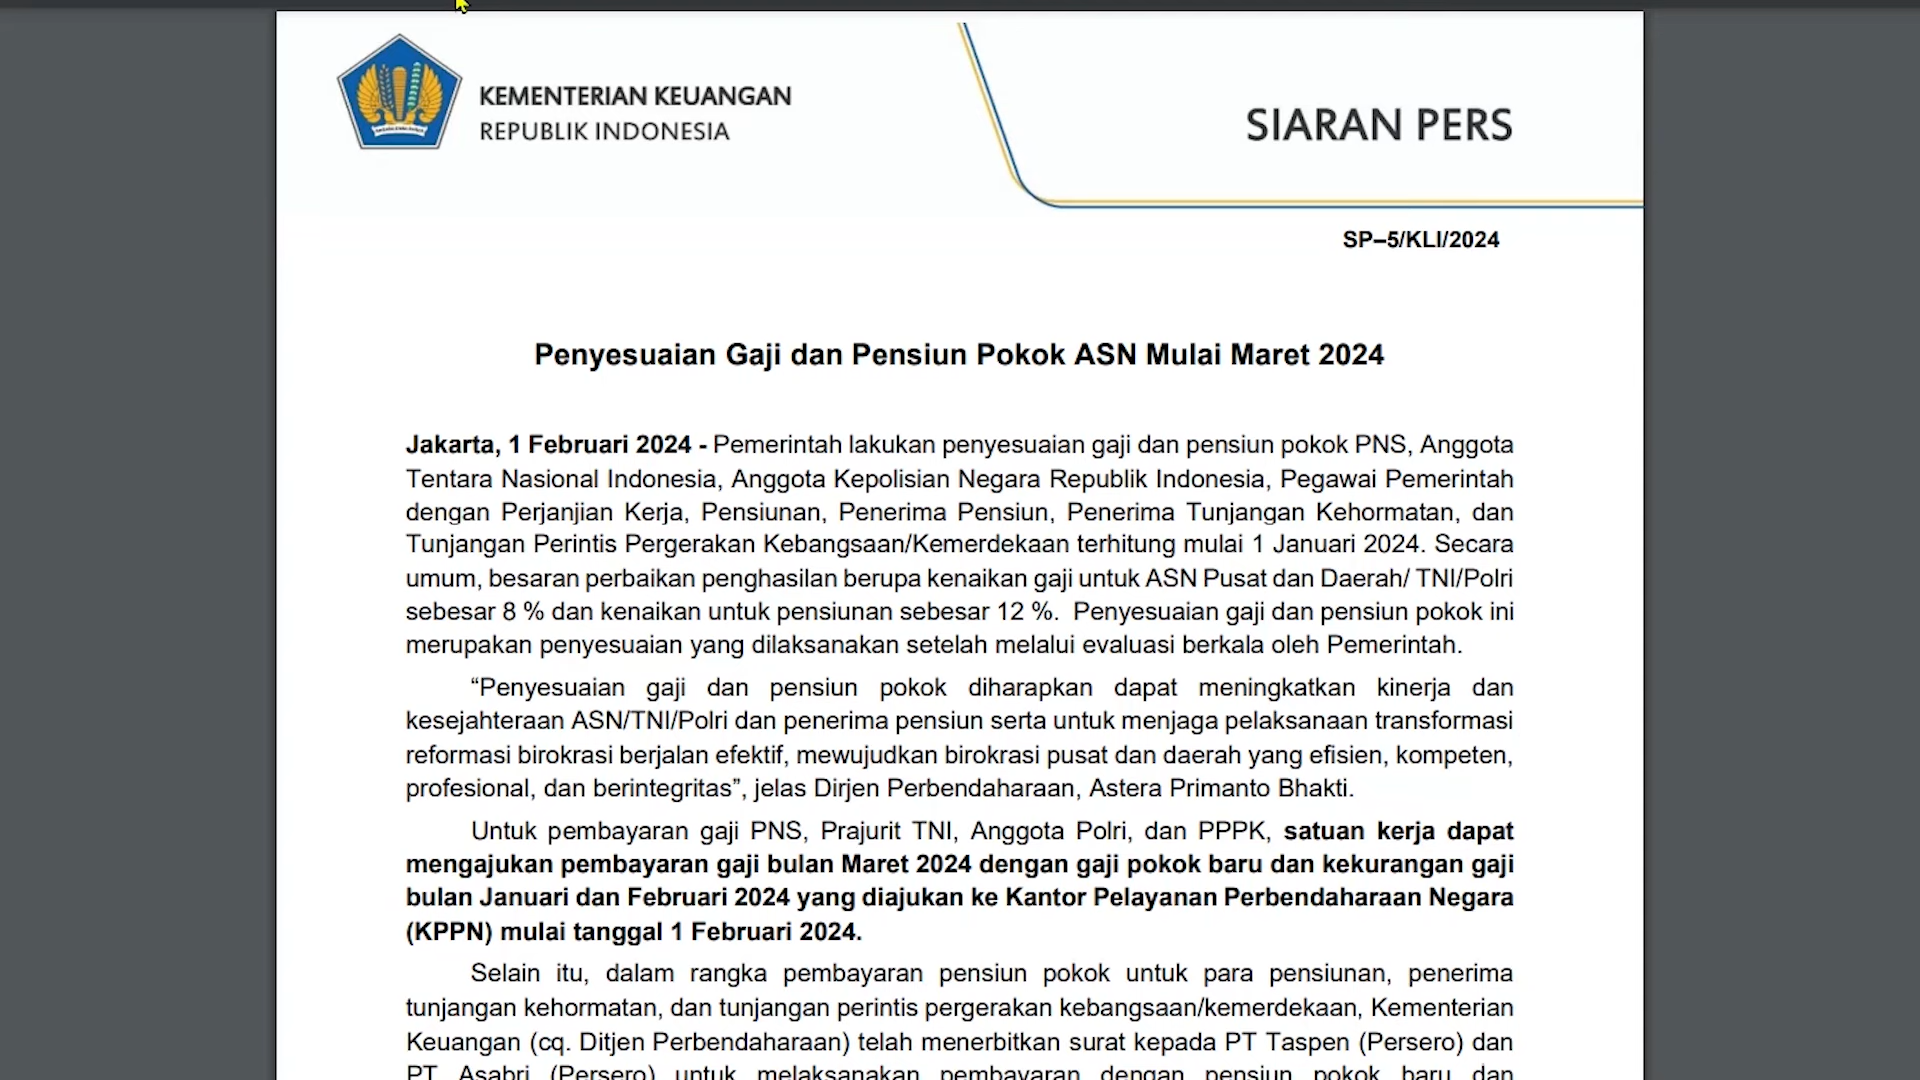 KEMENTERIAN KEUANGAN
REPUBLIK INDONESIA
SIARAN PERS
SP–5/KLI/2024
Penyesuaian Gaji dan Pensiun Pokok ASN Mulai Maret 2024
Jakarta, 1 Februari 2024 - Pemerintah lakukan penyesuaian gaji dan pensiun pokok PNS, Anggota
Tentara Nasional Indonesia, Anggota Kepolisian Negara Republik Indonesia, Pegawai Pemerintah
dengan Perjanjian Kerja, Pensiunan, Penerima Pensiun, Penerima Tunjangan Kehormatan, dan
Tunjangan Perintis Pergerakan Kebangsaan/Kemerdekaan terhitung mulai 1 Januari 2024. Secara
umum, besaran perbaikan penghasilan berupa kenaikan gaji untuk ASN Pusat dan Daerah/ TNI/Polri
sebesar 8 % dan kenaikan untuk pensiunan sebesar 12 %. Penyesuaian gaji dan pensiun pokok ini
merupakan penyesuaian yang dilaksanakan setelah melalui evaluasi berkala oleh Pemerintah.
“Penyesuaian gaji dan pensiun pokok diharapkan dapat meningkatkan kinerja dan
kesejahteraan ASN/TNI/Polri dan penerima pensiun serta untuk menjaga pelaksanaan transformasi
reformasi birokrasi berjalan efektif, mewujudkan birokrasi pusat dan daerah yang efisien, kompeten,
profesional, dan berintegritas”, jelas Dirjen Perbendaharaan, Astera Primanto Bhakti.
Untuk pembayaran gaji PNS, Prajurit TNI, Anggota Polri, dan PPPK, satuan kerja dapat
mengajukan pembayaran gaji bulan Maret 2024 dengan gaji pokok baru dan kekurangan gaji
bulan Januari dan Februari 2024 yang diajukan ke Kantor Pelayanan Perbendaharaan Negara
(KPPN) mulai tanggal 1 Februari 2024.
Selain itu, dalam rangka pembayaran pensiun pokok untuk para pensiunan, penerima
tunjangan kehormatan, dan tunjangan perintis pergerakan kebangsaan/kemerdekaan, Kementerian
Keuangan (cq. Ditjen Perbendaharaan) telah menerbitkan surat kepada PT Taspen (Persero) dan
PT Asabri (Persero) untuk melaksanakan pembayaran dengan pensiun pokok baru dan